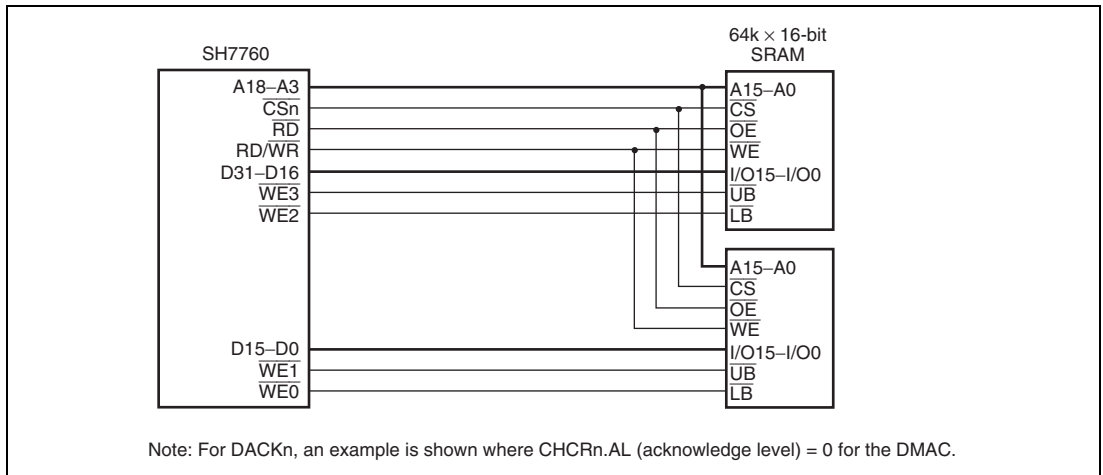 SH7760
A18–A3
CSn
RD
RD/WR
D31–D16
WE3
WE2
D15–D0
WE1
WE0
64k × 16-bit
SRAM
A15–A0
CS
OE
WE
I/O15–I/O0
UB
LB
A15–A0
CS
OE
WE
I/O15–I/O0
UB
LB
Note: For DACKn, an example is shown where CHCRn.AL (acknowledge level) = 0 for the DMAC.